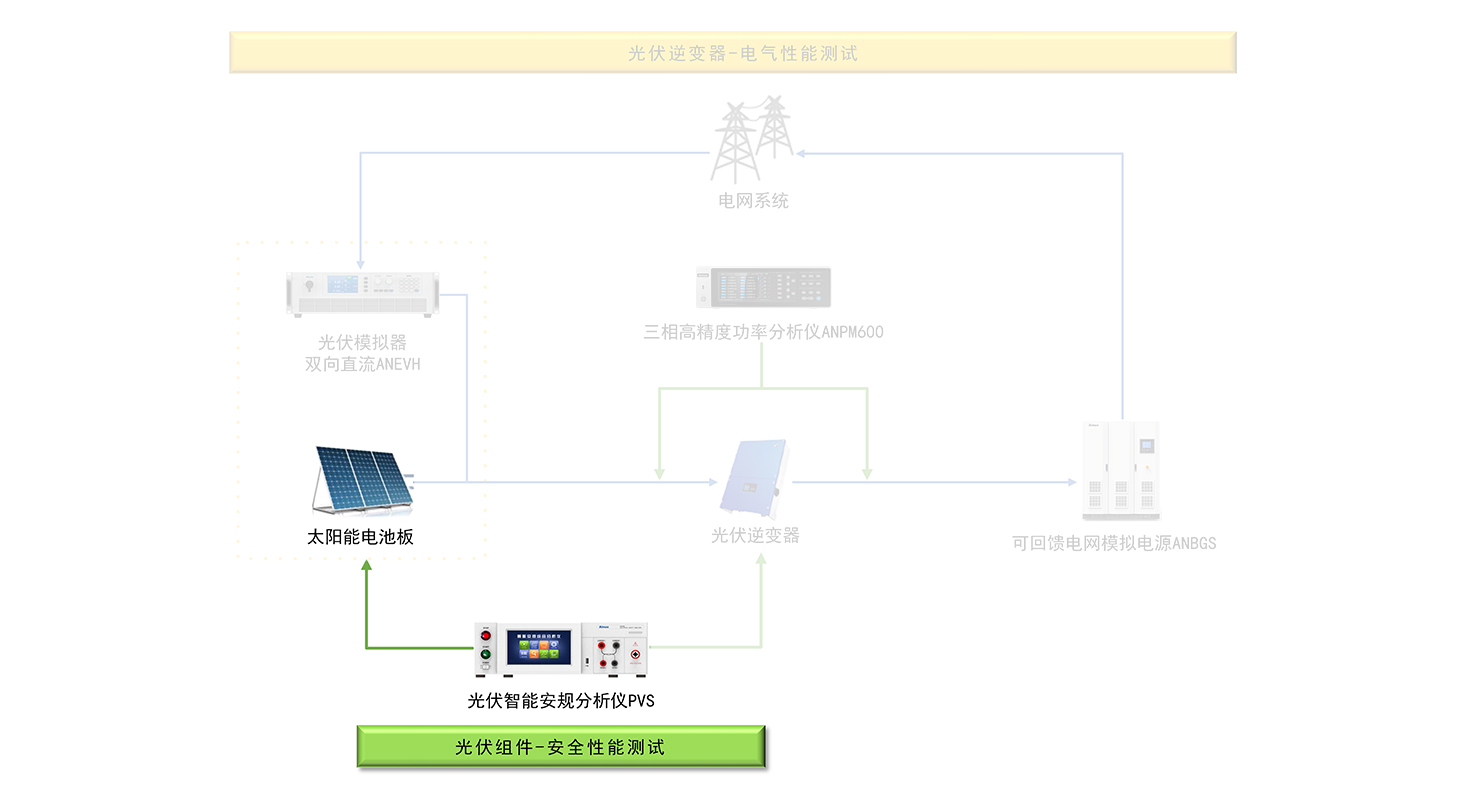 光伏逆变器-电气性能测试
电网系统
光伏模拟器
双向直流ANEVH
三相高精度功率分析仪ANPM600
太阳能电池板
光伏逆变器
可回馈电网模拟电源ANBGS
光伏智能安规分析仪PVS
光伏组件-安全性能测试